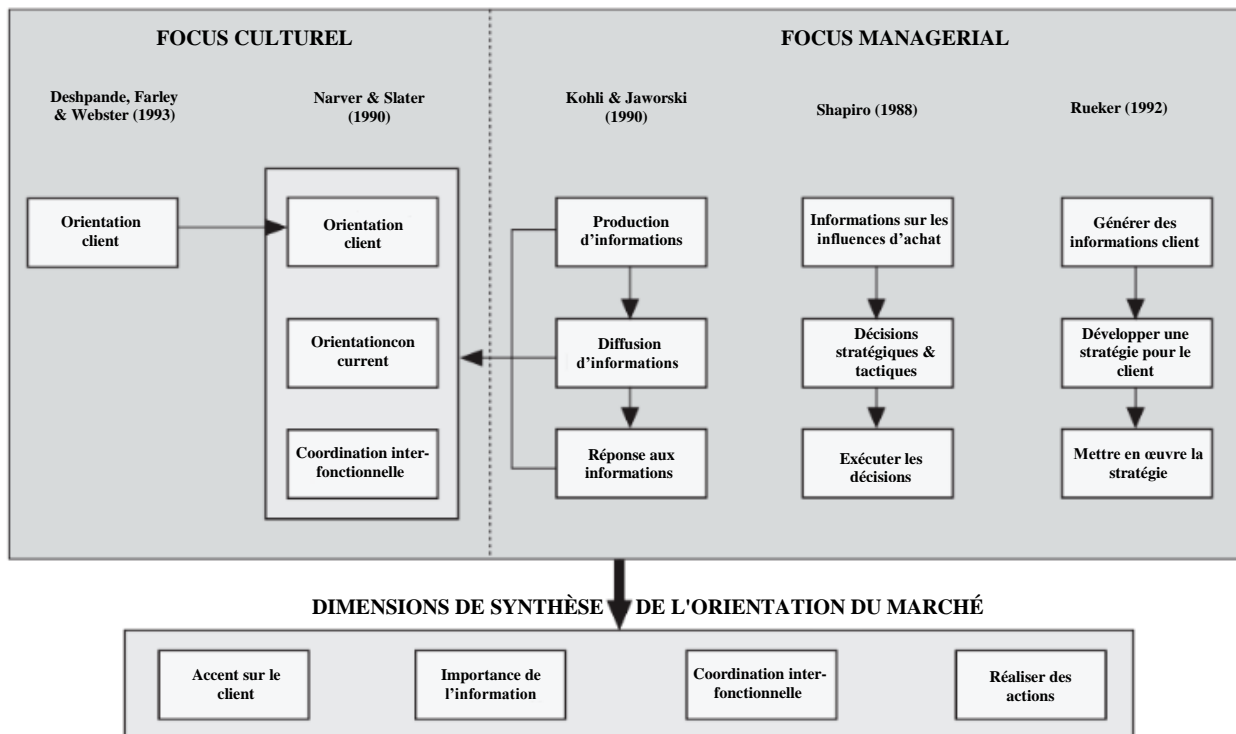 FOCUS CULTUREL
FOCUS MANAGERIAL
Deshpande, Farley
& Webster (1993)
Narver & Slater
(1990)
Kohli & Jaworski
(1990)
Shapiro (1988)
Rueker (1992)
Orientation
client
Orientation
client
Production
d’informations
Informations sur les
influences d’achat
Générer des
informations client
Orientationcon
current
Diffusion
d’informations
Décisions
stratégiques &
tactiques
Développer une
stratégie pour le
client
Coordination inter-
fonctionnelle
Réponse aux
informations
Exécuter les
décisions
Mettre en œuvre la
stratégie
DIMENSIONS DE SYNTHÈSE DE L'ORIENTATION DU MARCHÉ
Accent sur le
client
Importance de
l’information
Coordination inter-
fonctionnelle
Réaliser des
actions